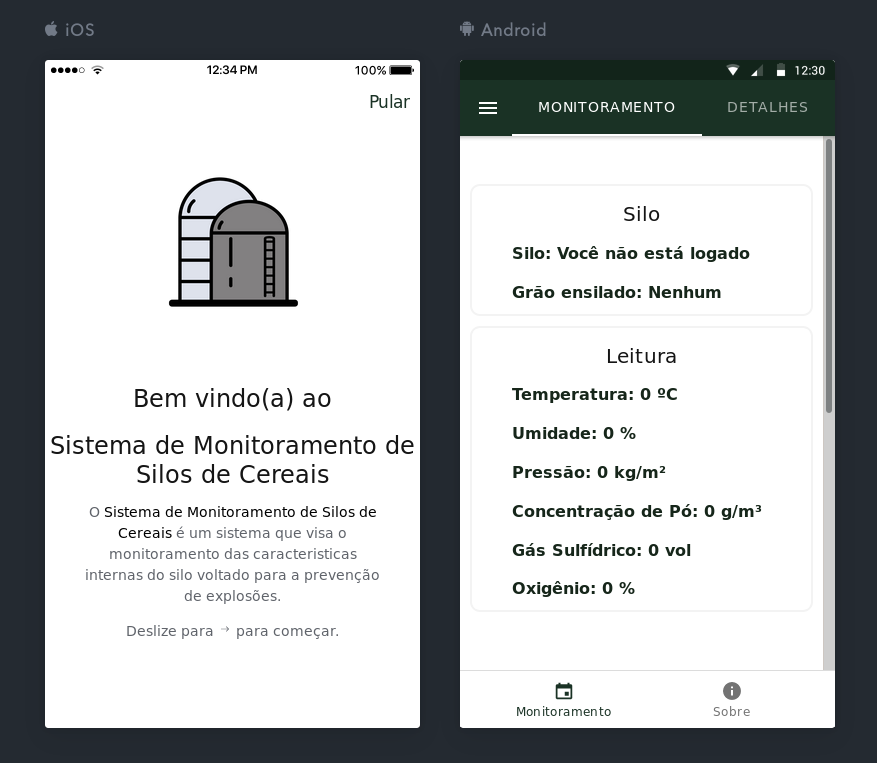 iOS
12:34 PM
100%
Pular
Bem vindo(a) ao
Sistema de Monitoramento de
Silos de Cereais
O Sistema de Monitoramento de Silos de
Cereais é um sistema que visa o
monitoramento das caracteristicas
internas do silo voltado para a prevenção
de explosões.
Deslize para → para começar.
Android
12:30
MONITORAMENTO
DETALHES
Silo
Silo: Você não está logado
Grão ensilado: Nenhum
Leitura
Temperatura: 0 ºC
Umidade: 0 %
Pressão: 0 kg/m²
Concentração de Pó: 0 g/m³
Gás Sulfídrico: 0 vol
Oxigênio: 0 %
Monitoramento
Sobre